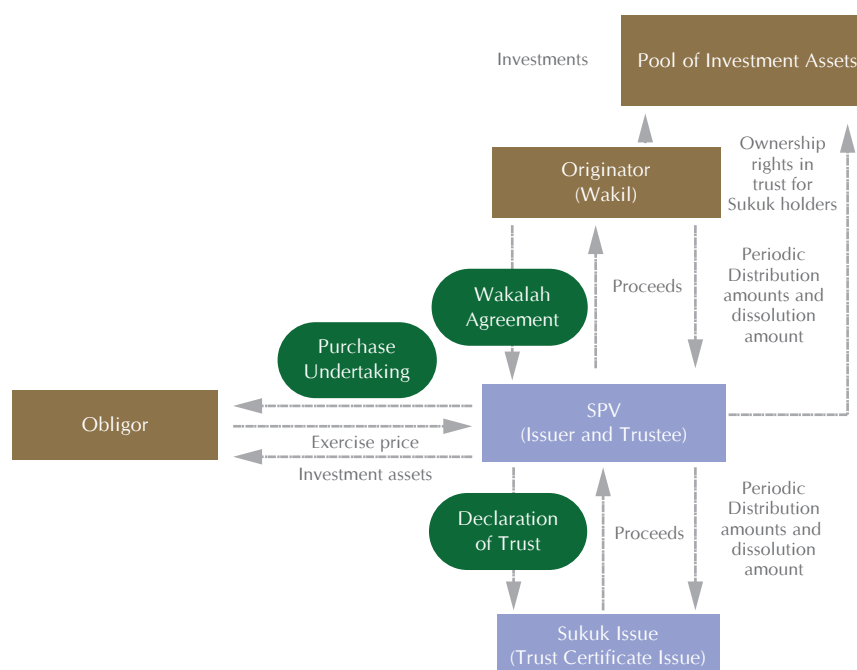 Investments
Pool of Investment Assets
Originator
(Wakil)
Ownership
rights in
trust for
Sukuk holders
Wakalah
Agreement
Proceeds
Periodic
Distribution
amounts and
dissolution
amount
Purchase
Undertaking
Obligor
Exercise price
Investment assets
SPV
(Issuer and Trustee)
Declaration
of Trust
Proceeds
Periodic
Distribution
amounts and
dissolution
amount
Sukuk Issue
(Trust Certificate Issue)